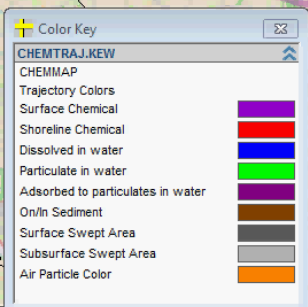 Color Key
CHEMTRAJ.KEW
CHEMMAP
Trajectory Colors
Surface Chemical
Shoreline Chemical
Dissolved in water
Particulate in water
Adsorbed to particulates in water
On/In Sediment
Surface Swept Area
Subsurface Swept Area
Air Particle Color